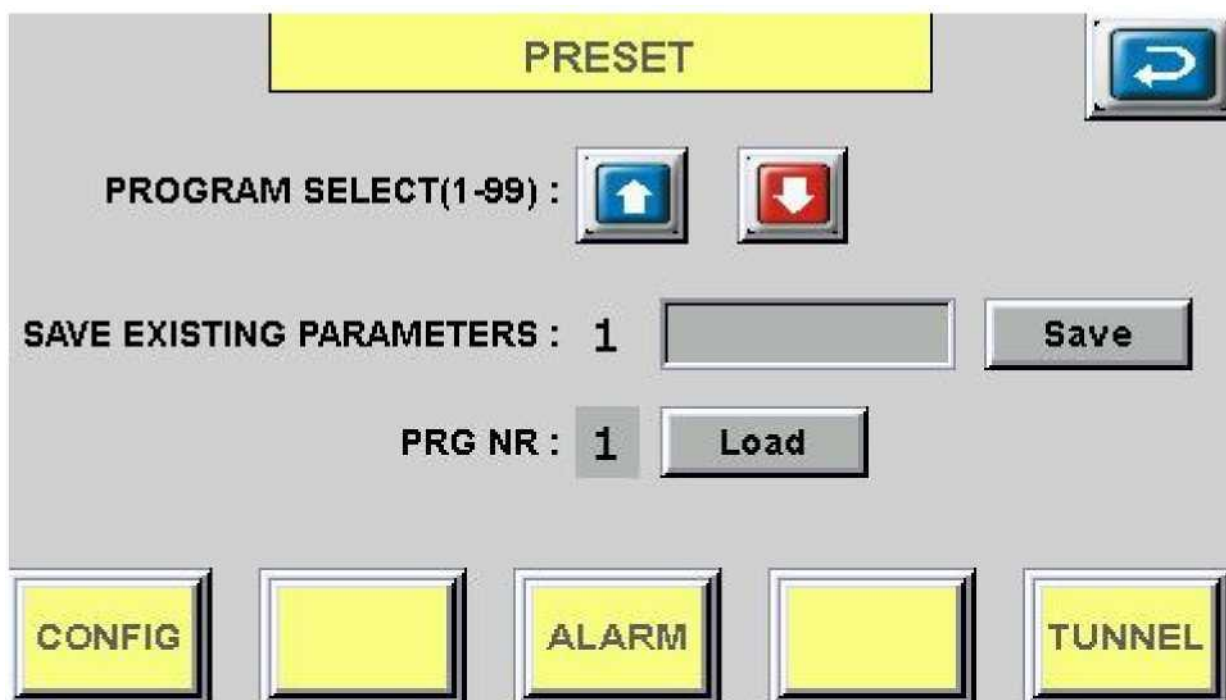 PRESET
PROGRAM SELECT(1-99) :
SAVE EXISTING PARAMETERS : 1 Save
PRG NR : 1 Load
CONFIG ALARM TUNNEL